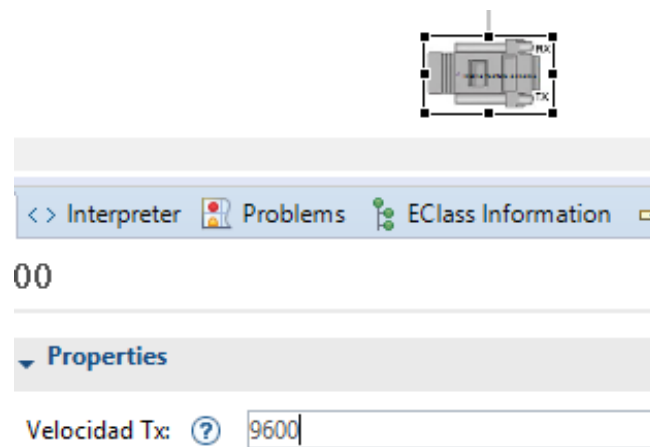 RX
TX
Interpreter Problems EClass Information
00
Properties
Velocidad Tx: 9600